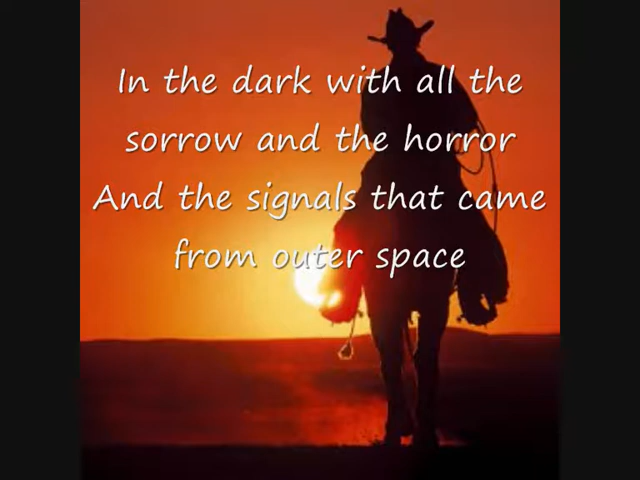 In the dark with all the
sorrow and the horror
And the signals that came
from outer space